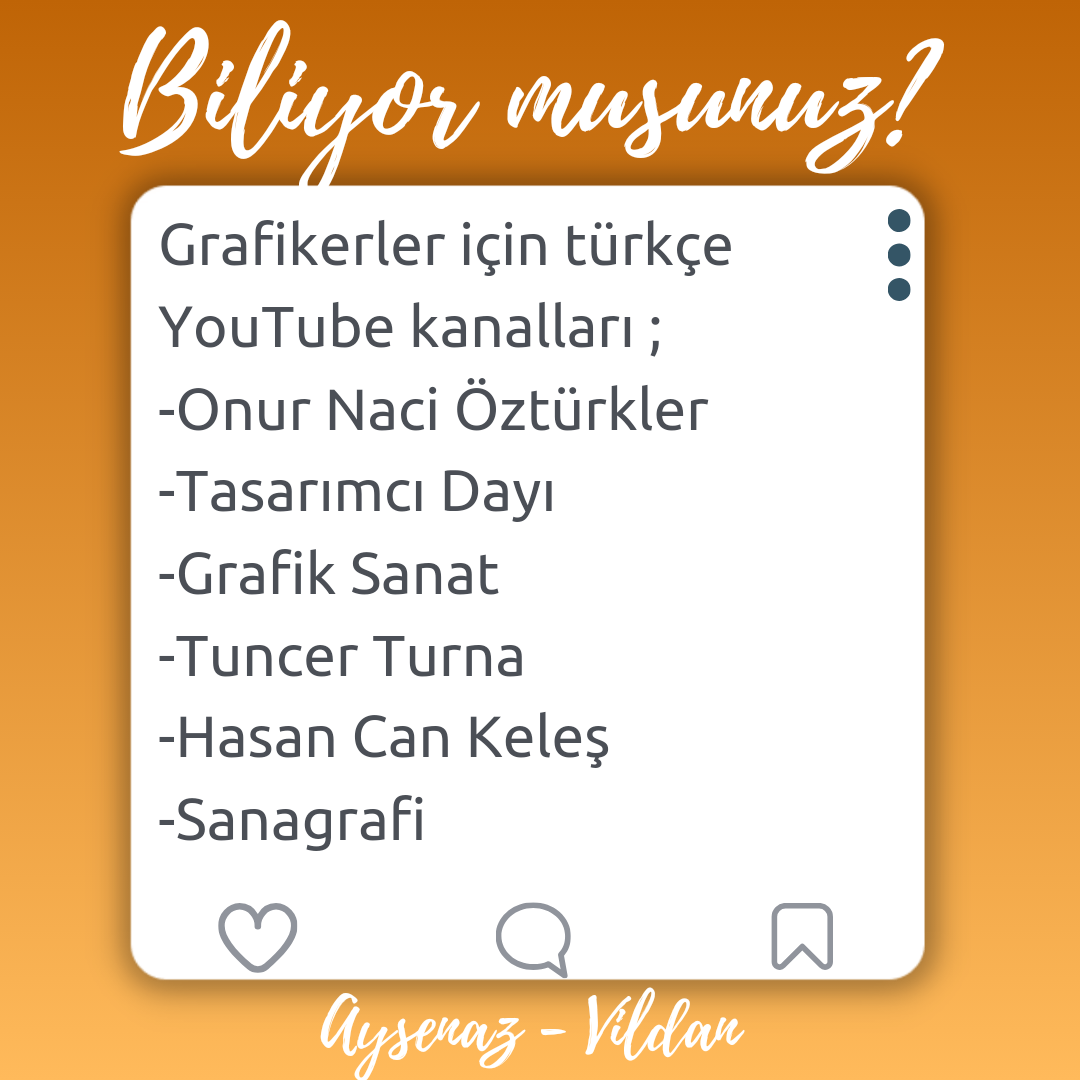 Biliyor musunuz?
Grafikerler için türkçe
YouTube kanalları ;
-Onur Naci Öztürkler
-Tasarımcı Dayı
-Grafik Sanat
-Tuncer Turna
-Hasan Can Keleş
-Sanagrafi
Aysenaz - Vildan